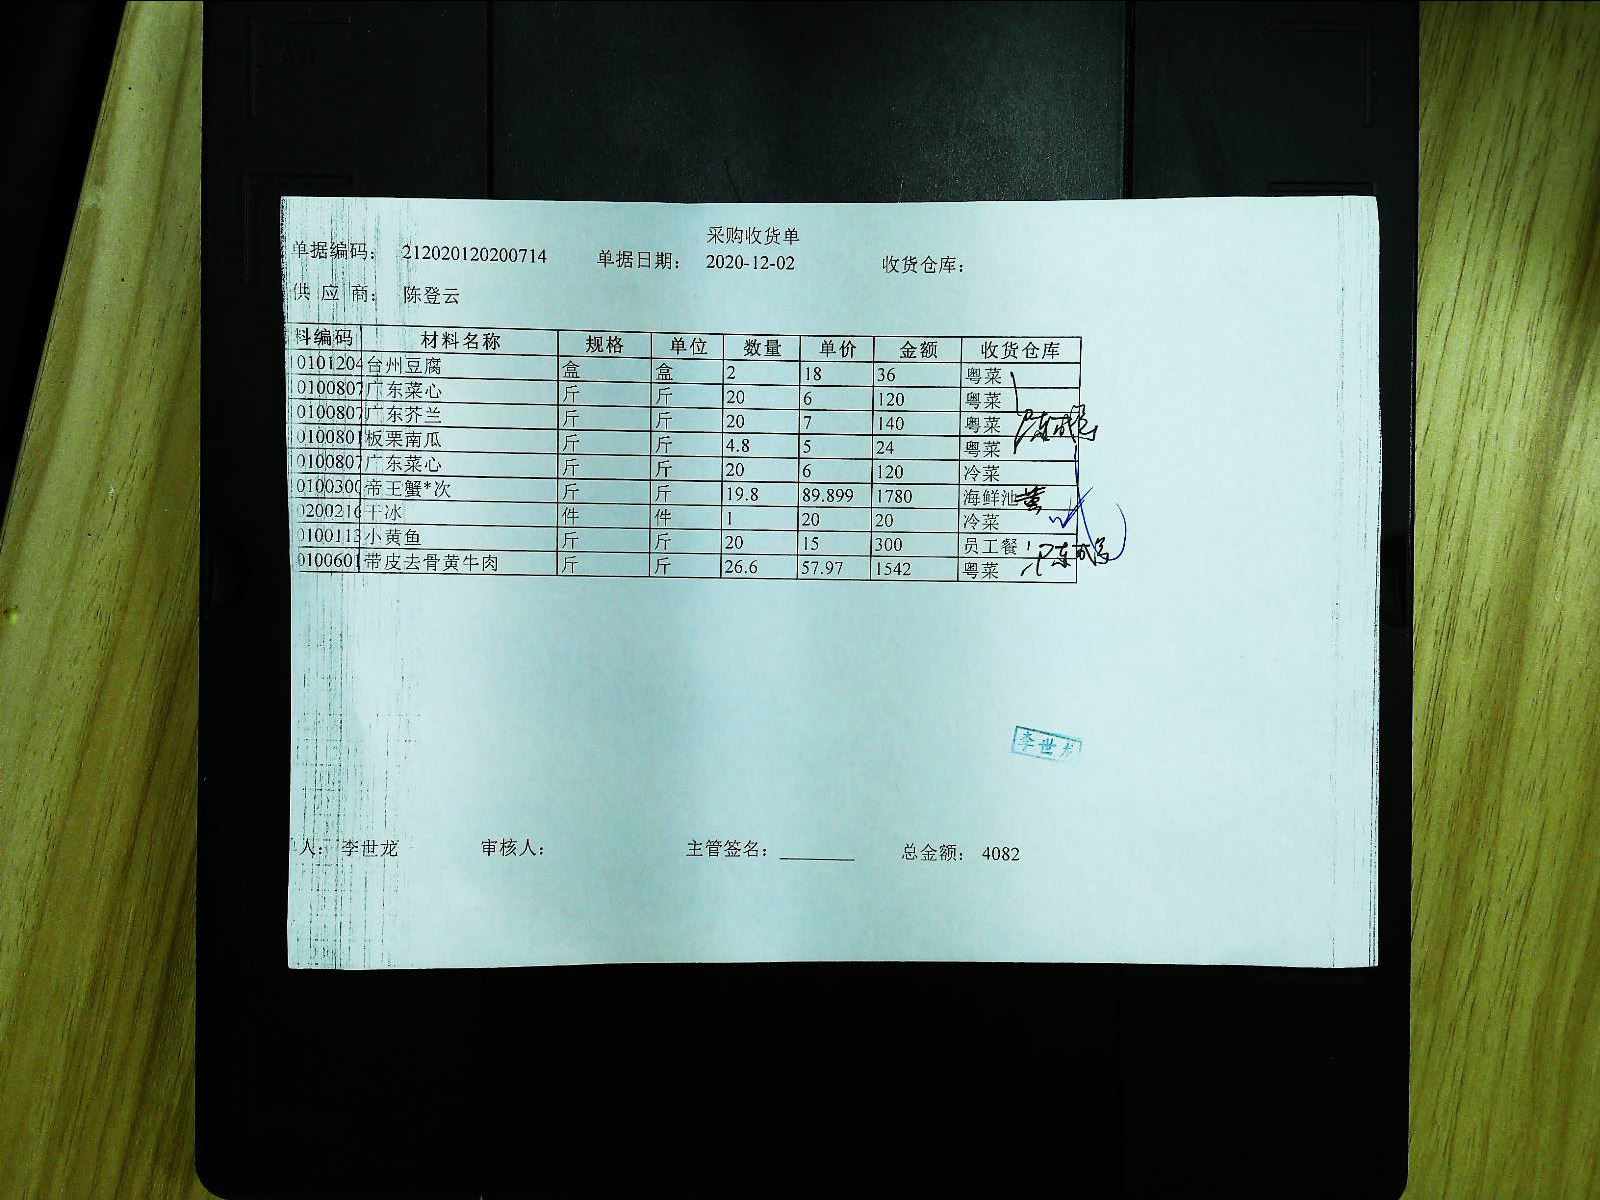 采购收货单
单据编码： 212020120200714 单据日期： 2020-12-02 收货仓库：
供 应 商： 陈登云
料编码 材料名称 规格 单位 数量 单价 金额 收货仓库
0101204 台州豆腐 盒 盒 2 18 36 粤菜
0100807 广东菜心 斤 斤 20 6 120 粤菜
0100807 广东芥兰 斤 斤 20 7 140 粤菜
0100801 板栗南瓜 斤 斤 4.8 5 24 粤菜
0100807 广东菜心 斤 斤 20 6 120 冷菜
0100300 帝王蟹*次 斤 斤 19.8 89.899 1780 海鲜池
0200216 干冰 件 件 1 20 20 冷菜
0100113 小黄鱼 斤 斤 20 15 300 员工餐
0100601 带皮去骨黄牛肉 斤 斤 26.6 57.97 1542 粤菜
李世龙
人： 李世龙 审核人： 主管签名： 总金额： 4082